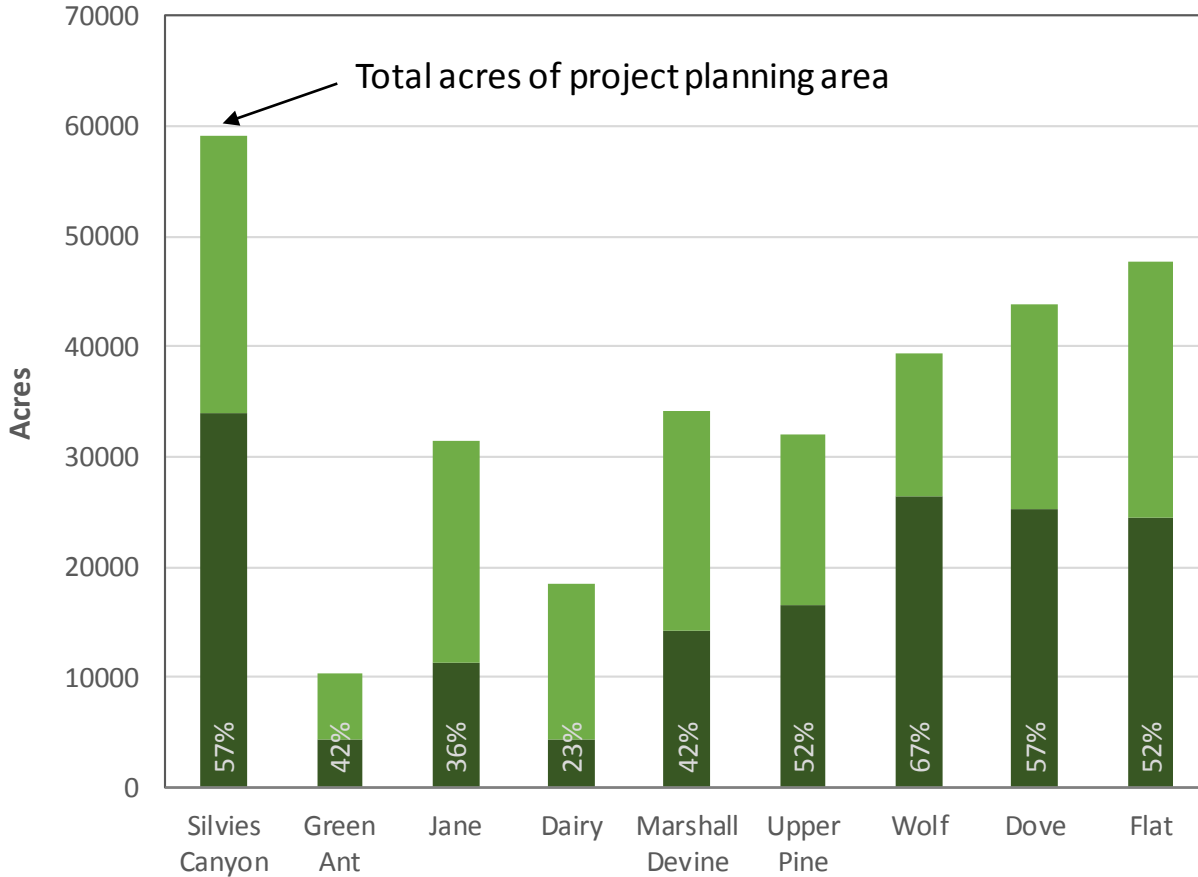 70000
Total acres of project planning area
60000
50000
40000
30000
20000
10000
0
Acres
57%
42%
36%
23%
42%
52%
67%
57%
52%
Silvies Canyon
Green Ant
Jane
Dairy
Marshall Devine
Upper Pine
Wolf
Dove
Flat